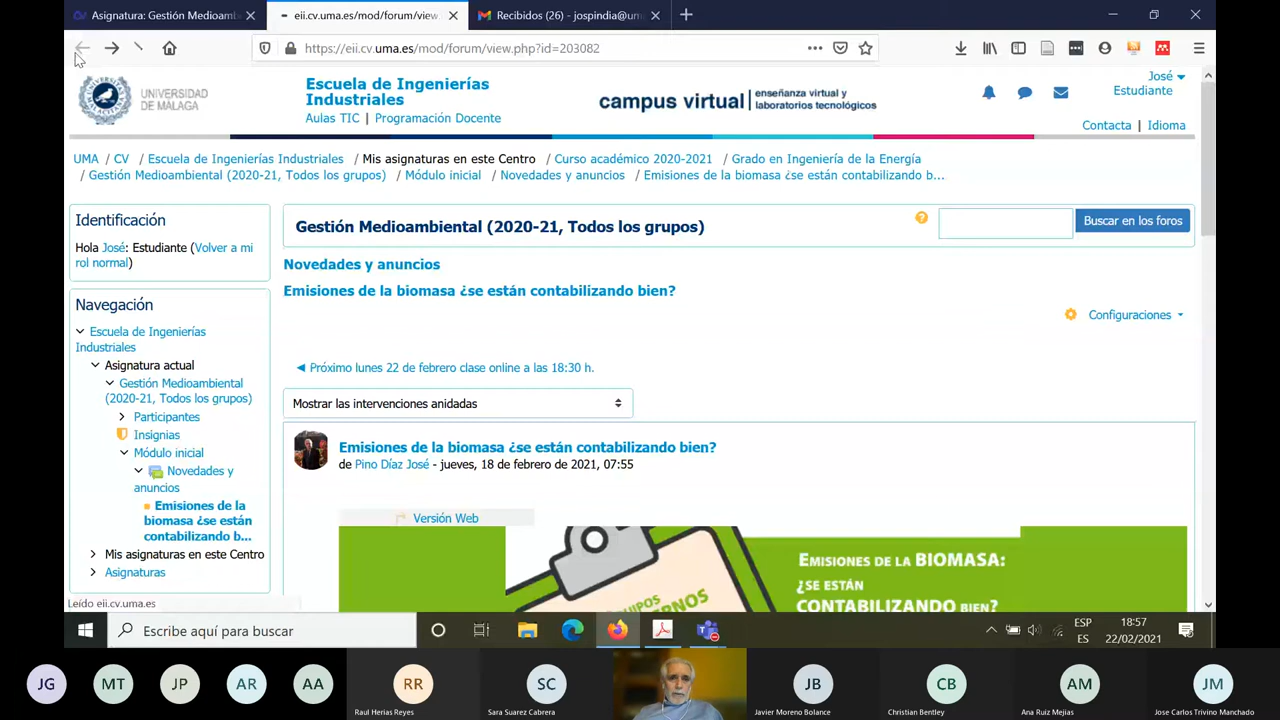 Asignatura: Gestión Medioamb
eii.cv.uma.es/mod/forum/view.
Recibidos (26) - jospindia@um
https://eii.cv.uma.es/mod/forum/view.php?id=203082
UNIVERSIDAD
DE MÁLAGA
Escuela de Ingenierías
Industriales
Aulas TIC | Programación Docente
campus virtual
enseñanza virtual y
laboratorios tecnológicos
José
Estudiante
Contacta | Idioma
UMA / CV / Escuela de Ingenierías Industriales / Mis asignaturas en este Centro / Curso académico 2020-2021 / Grado en Ingeniería de la Energía
/ Gestión Medioambiental (2020-21, Todos los grupos) / Módulo inicial / Novedades y anuncios / Emisiones de la biomasa ¿se están contabilizando b...
Identificación
Hola José: Estudiante (Volver a mi
rol normal)
Navegación
Escuela de Ingenierías
Industriales
Asignatura actual
Gestión Medioambiental
(2020-21, Todos los grupos)
Participantes
Insignias
Módulo inicial
Novedades y
anuncios
Emisiones de la
biomasa ¿se están
contabilizando b...
Mis asignaturas en este Centro
Asignaturas
Leído eii.cv.uma.es
Gestión Medioambiental (2020-21, Todos los grupos)
Buscar en los foros
Novedades y anuncios
Emisiones de la biomasa ¿se están contabilizando bien?
Configuraciones
◄ Próximo lunes 22 de febrero clase online a las 18:30 h.
Mostrar las intervenciones anidadas
Emisiones de la biomasa ¿se están contabilizando bien?
de Pino Díaz José - jueves, 18 de febrero de 2021, 07:55
Versión Web
EMISIONES DE LA BIOMASA:
¿SE ESTÁN
CONTABILIZANDO BIEN?
Escribe aquí para buscar
ESP
ES
18:57
22/02/2021
JG
MT
JP
AR
AA
RR
Raul Herias Reyes
SC
Sara Suarez Cabrera
JB
Javier Moreno Bolance
CB
Christian Bentley
AM
Ana Ruiz Mejias
JM
Jose Carlos Trivino Manchado